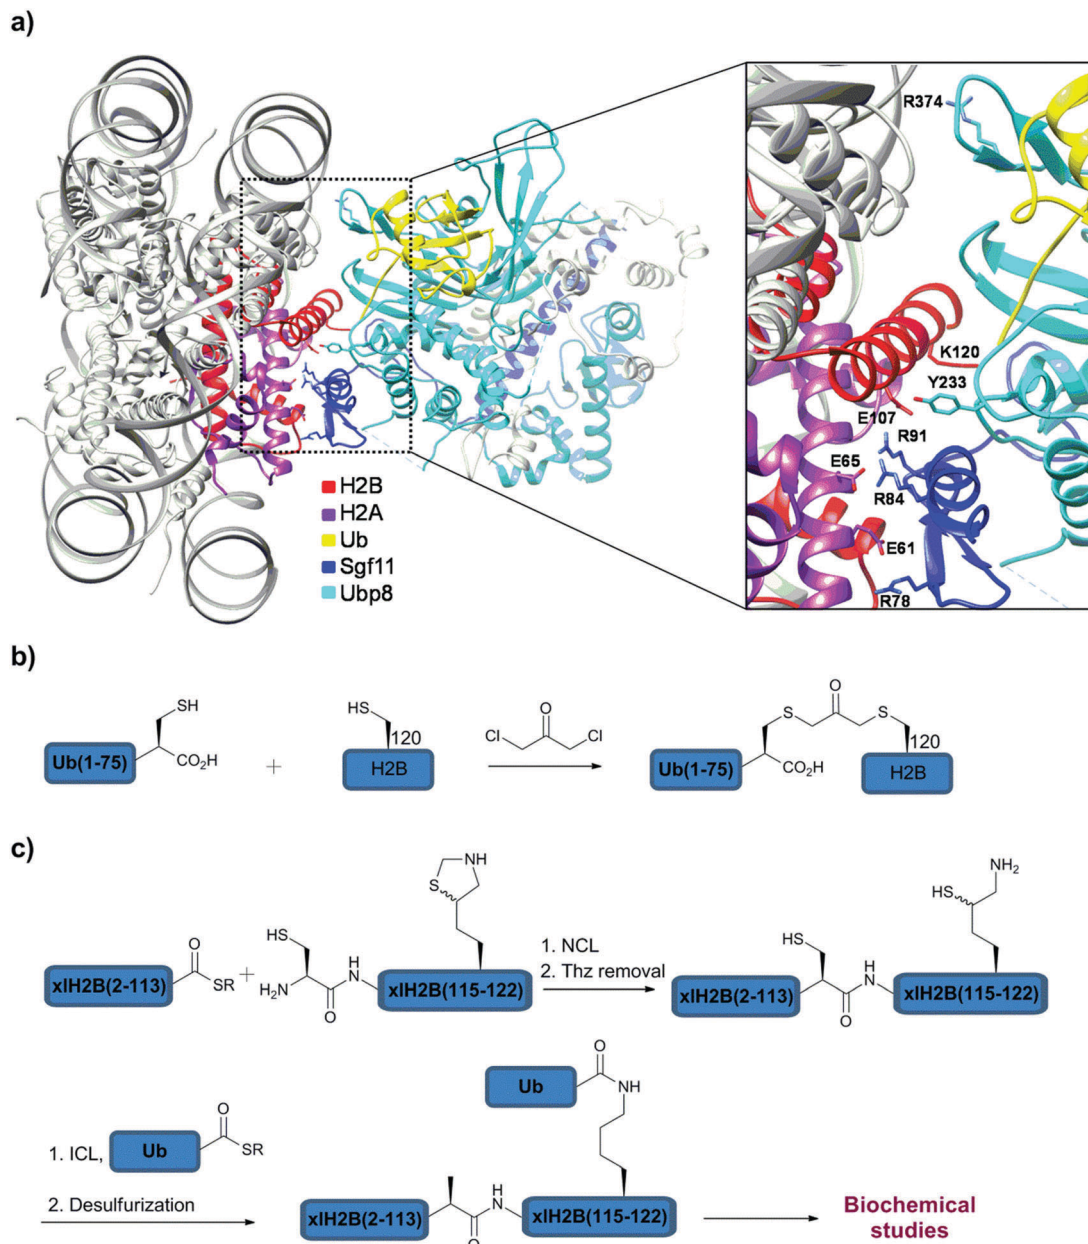 a)
R374
K120
Y233
E107
R91
E65
R84
E61
R78
H2B
H2A
Ub
Sgf11
Ubp8
b)
SH
Ub(1-75)
CO₂H
+
HS
120
H2B
O
Cl
Cl
O
S
S
120
Ub(1-75)
CO₂H
H2B
c)
NH
S
O
xlH2B(2-113)
SR
+
HS
H₂N
O
H
N
xlH2B(115-122)
1. NCL
2. Thz removal
NH₂
HS
HS
xlH2B(2-113)
O
H
N
xlH2B(115-122)
1. ICL,
Ub
O
SR
2. Desulfurization
Ub
O
NH
xlH2B(2-113)
O
H
N
xlH2B(115-122)
Biochemical
studies